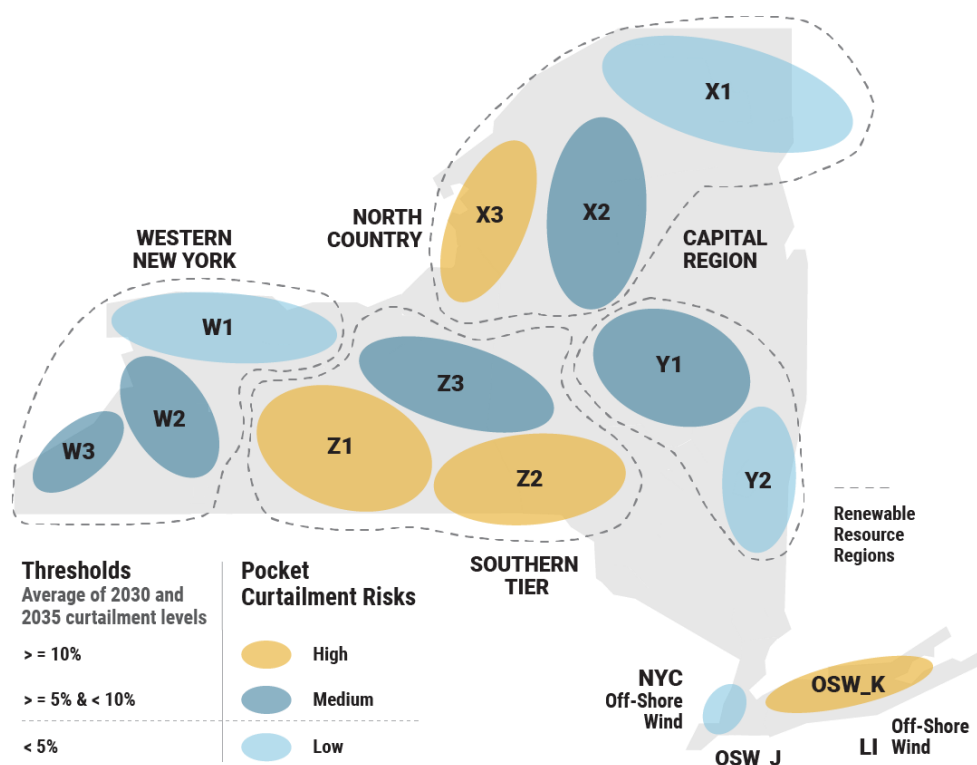 X1
X3
X2
NORTH
COUNTRY
CAPITAL
REGION
WESTERN
NEW YORK
W1
Y1
Z3
W2
W3
Z1
Z2
Y2
Renewable
Resource
Regions
SOUTHERN
TIER
Thresholds
Average of 2030 and
2035 curtailment levels
> = 10%
> = 5% & < 10%
< 5%
Pocket
Curtailment Risks
High
Medium
Low
NYC
Off-Shore
Wind
OSW_J
OSW_K
LI Off-Shore
Wind